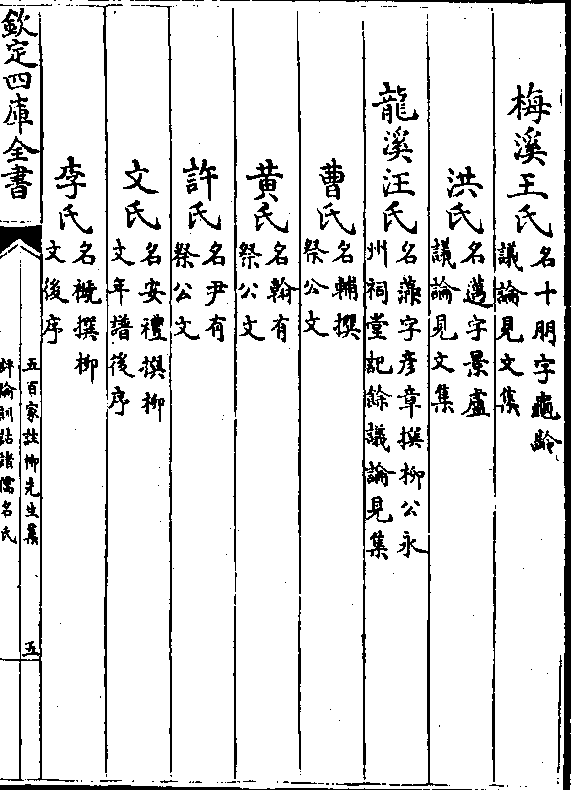 梅溪王氏名十朋字龜齡議論見文集
洪氏名邁字景盧議論見文集
龍溪汪氏名藻字彦章撰柳公永州祠堂記餘議論見集
曹氏名輔撰祭公文
黄氏名翰有祭公文
許氏名尹有祭公文
文氏名安禮撰柳文年譜後序
李氏名㮣撰柳文後序
欽定四庫全書
五百家註柳先生集
評論訓詁諸儒名氏
五